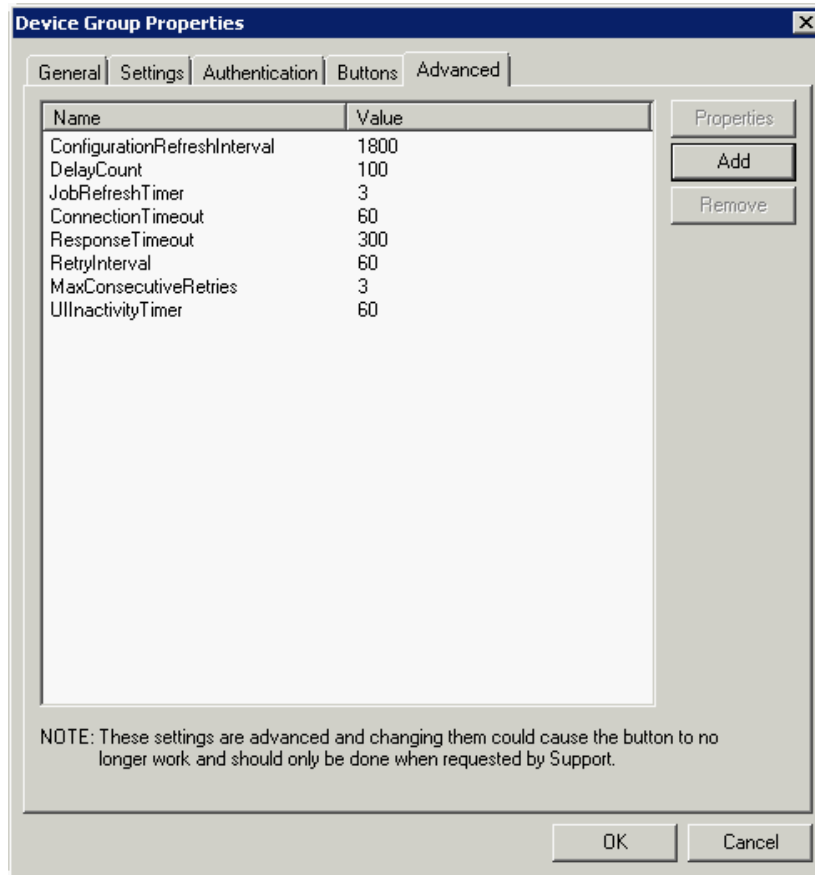 Device Group Properties
General Settings Authentication Buttons Advanced
Name Value
ConfigurationRefreshInterval 1800
DelayCount 100
JobRefreshTimer 3
ConnectionTimeout 60
ResponseTimeout 300
RetryInterval 60
MaxConsecutiveRetries 3
UIInactivityTimer 60
Properties
Add
Remove
NOTE: These settings are advanced and changing them could cause the button to no
longer work and should only be done when requested by Support.
OK Cancel